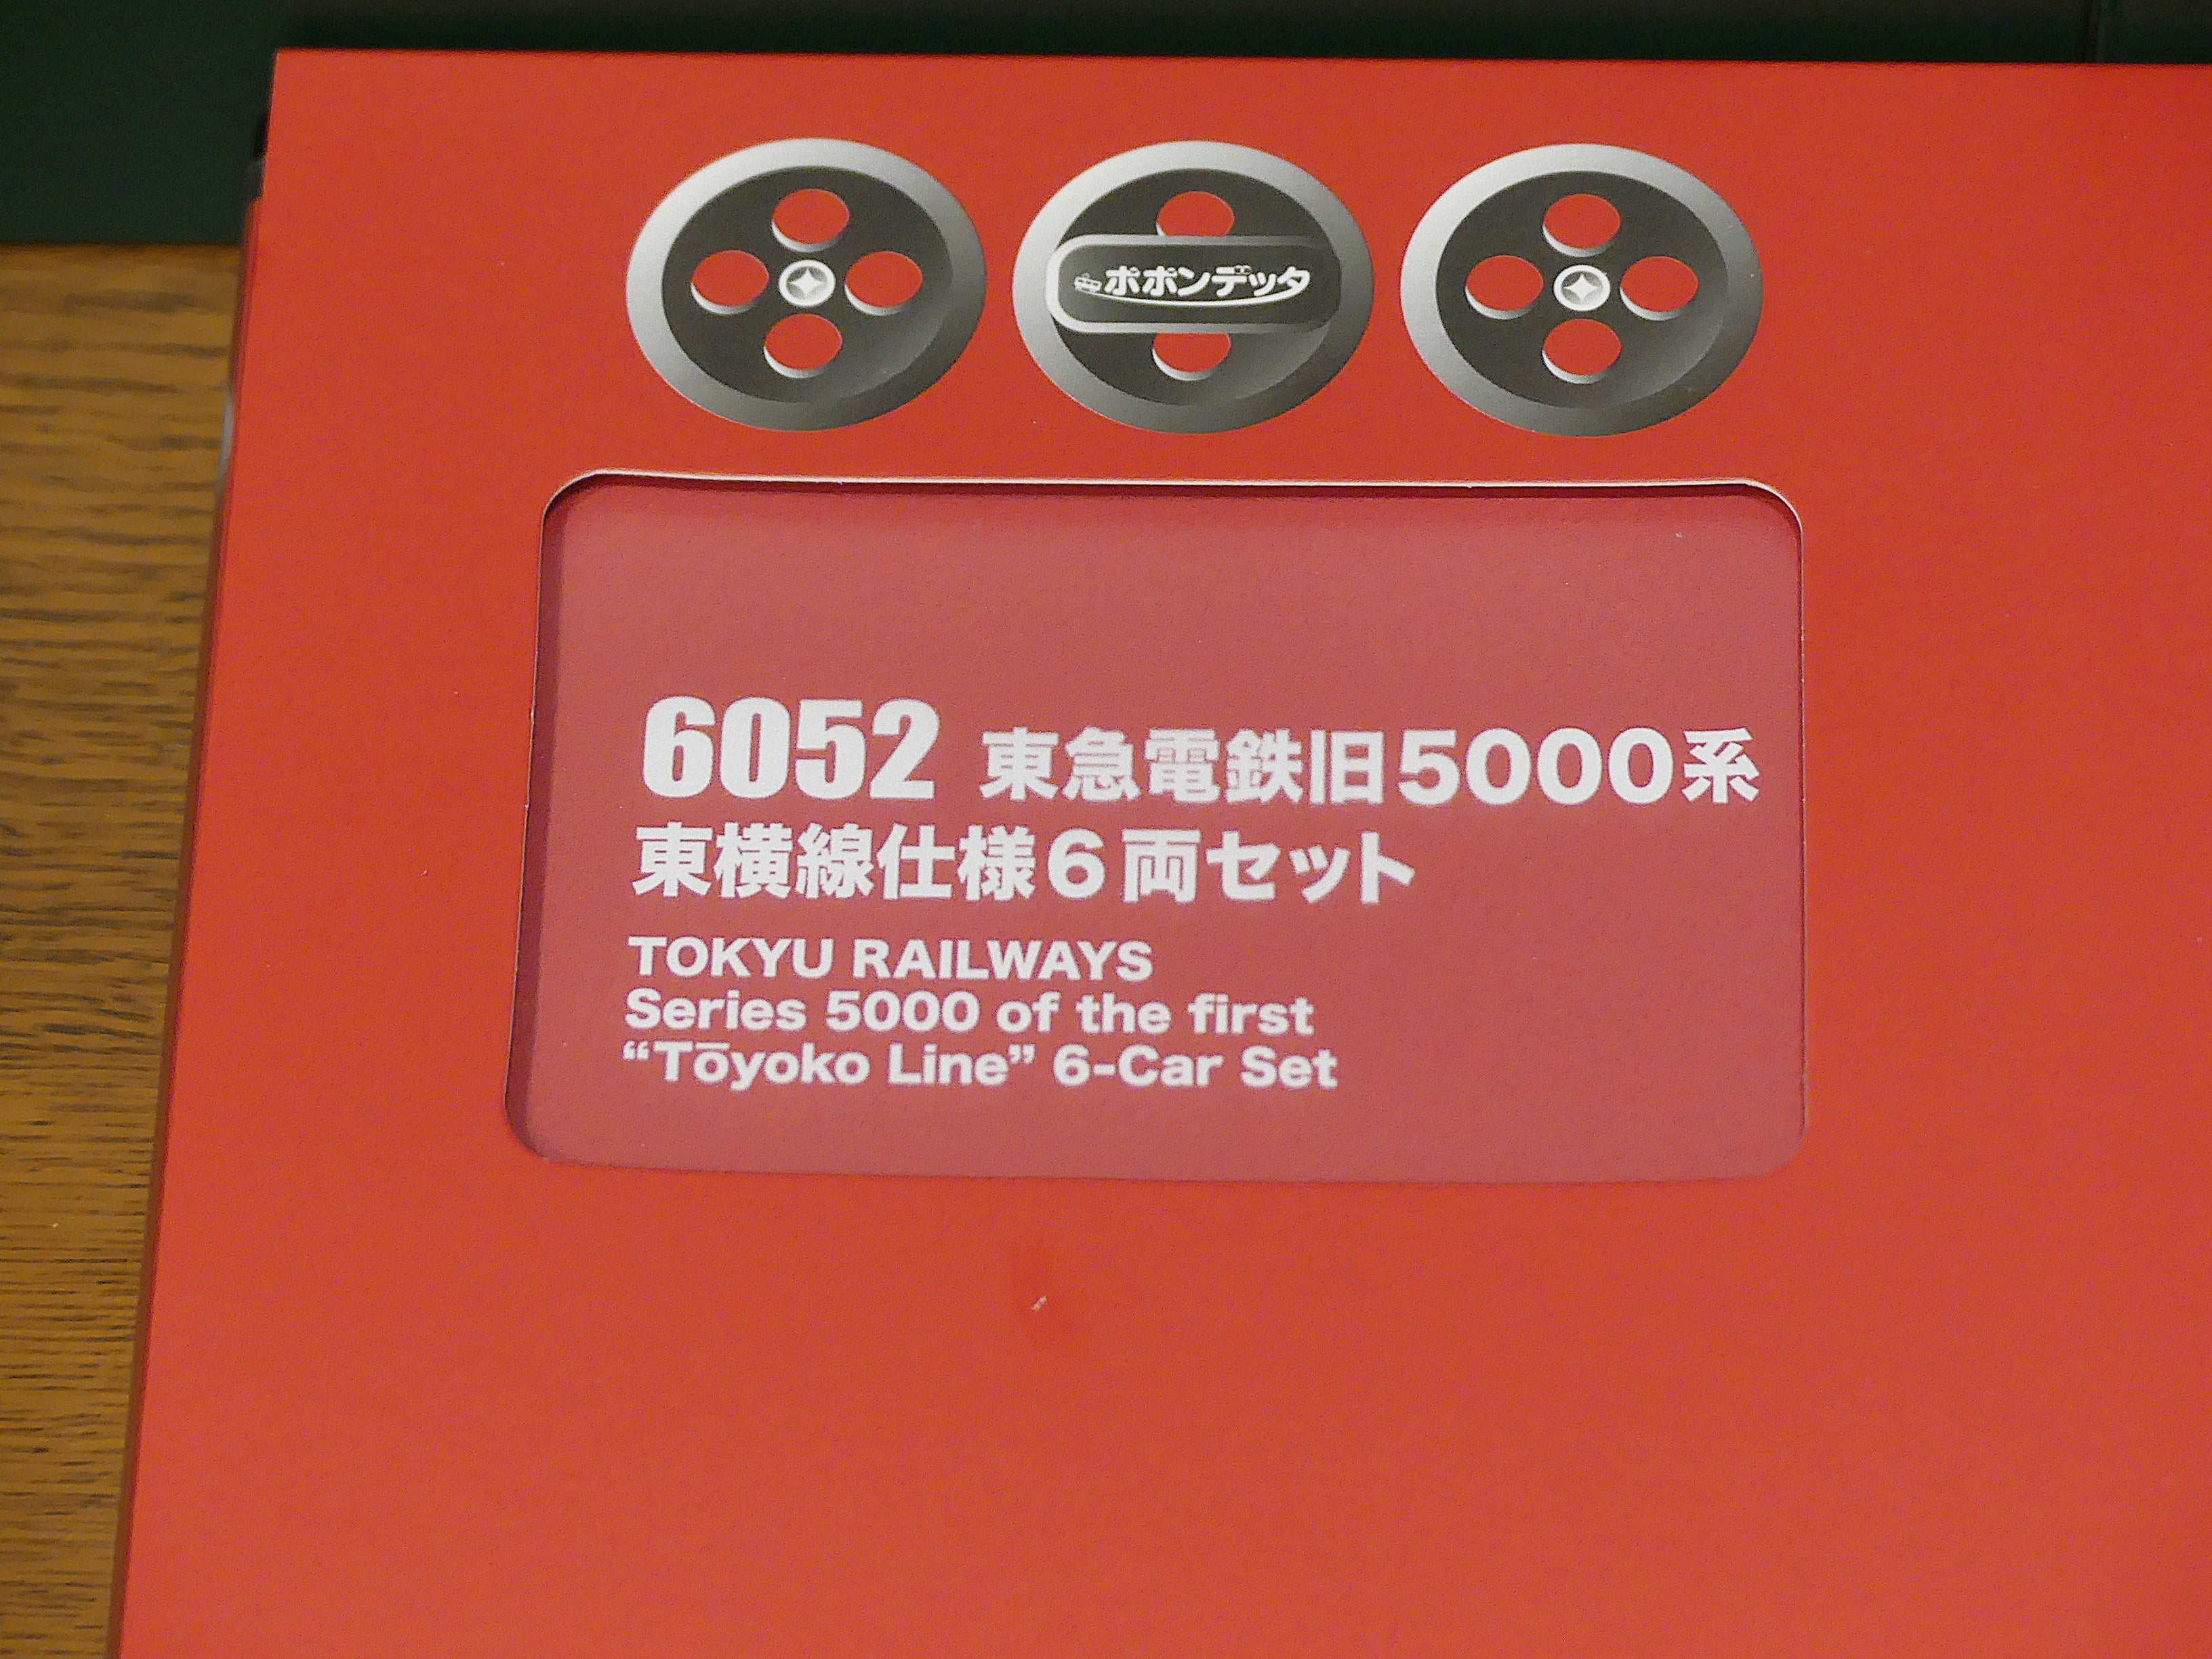 ポポンデッタ
6052 東急電鉄旧5000系
東横線仕様6両セット
TOKYU RAILWAYS
Series 5000 of the first
“Tōyoko Line” 6-Car Set